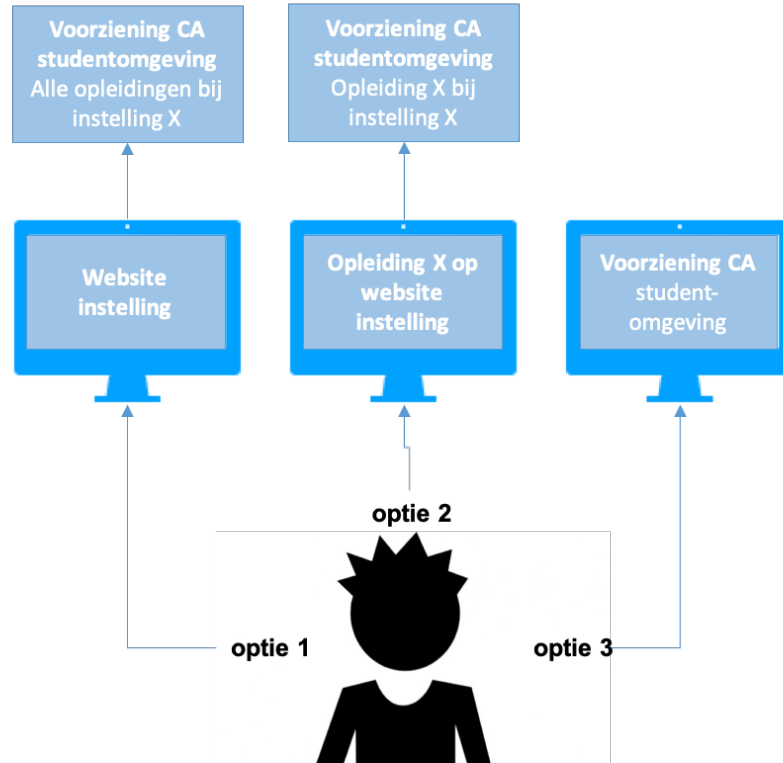 Voorziening CA
studentomgeving
Alle opleidingen bij
instelling X
Voorziening CA
studentomgeving
Opleiding X bij
instelling X
Website
instelling
Opleiding X op
website
instelling
Voorziening CA
student-
omgeving
optie 2
optie 1
optie 3